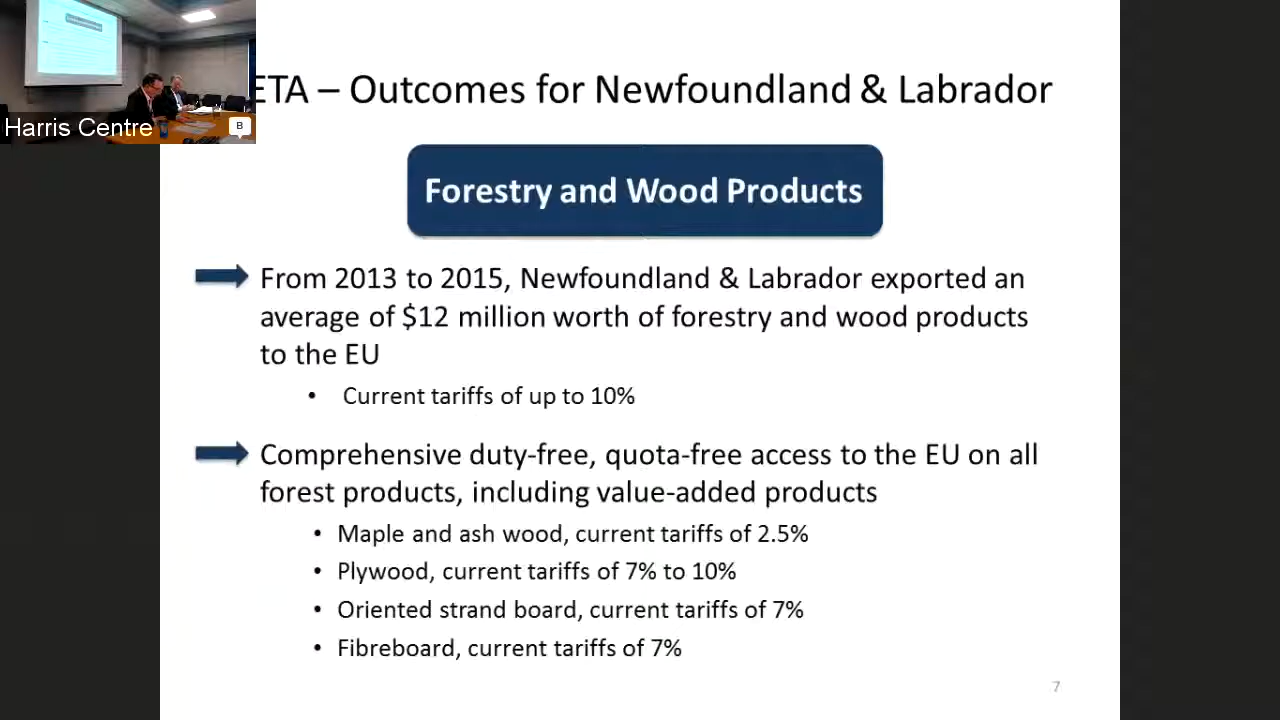 ETA – Outcomes for Newfoundland & Labrador
Harris Centre
B
Forestry and Wood Products
From 2013 to 2015, Newfoundland & Labrador exported an
average of $12 million worth of forestry and wood products
to the EU
• Current tariffs of up to 10%
Comprehensive duty-free, quota-free access to the EU on all
forest products, including value-added products
• Maple and ash wood, current tariffs of 2.5%
• Plywood, current tariffs of 7% to 10%
• Oriented strand board, current tariffs of 7%
• Fibreboard, current tariffs of 7%
7